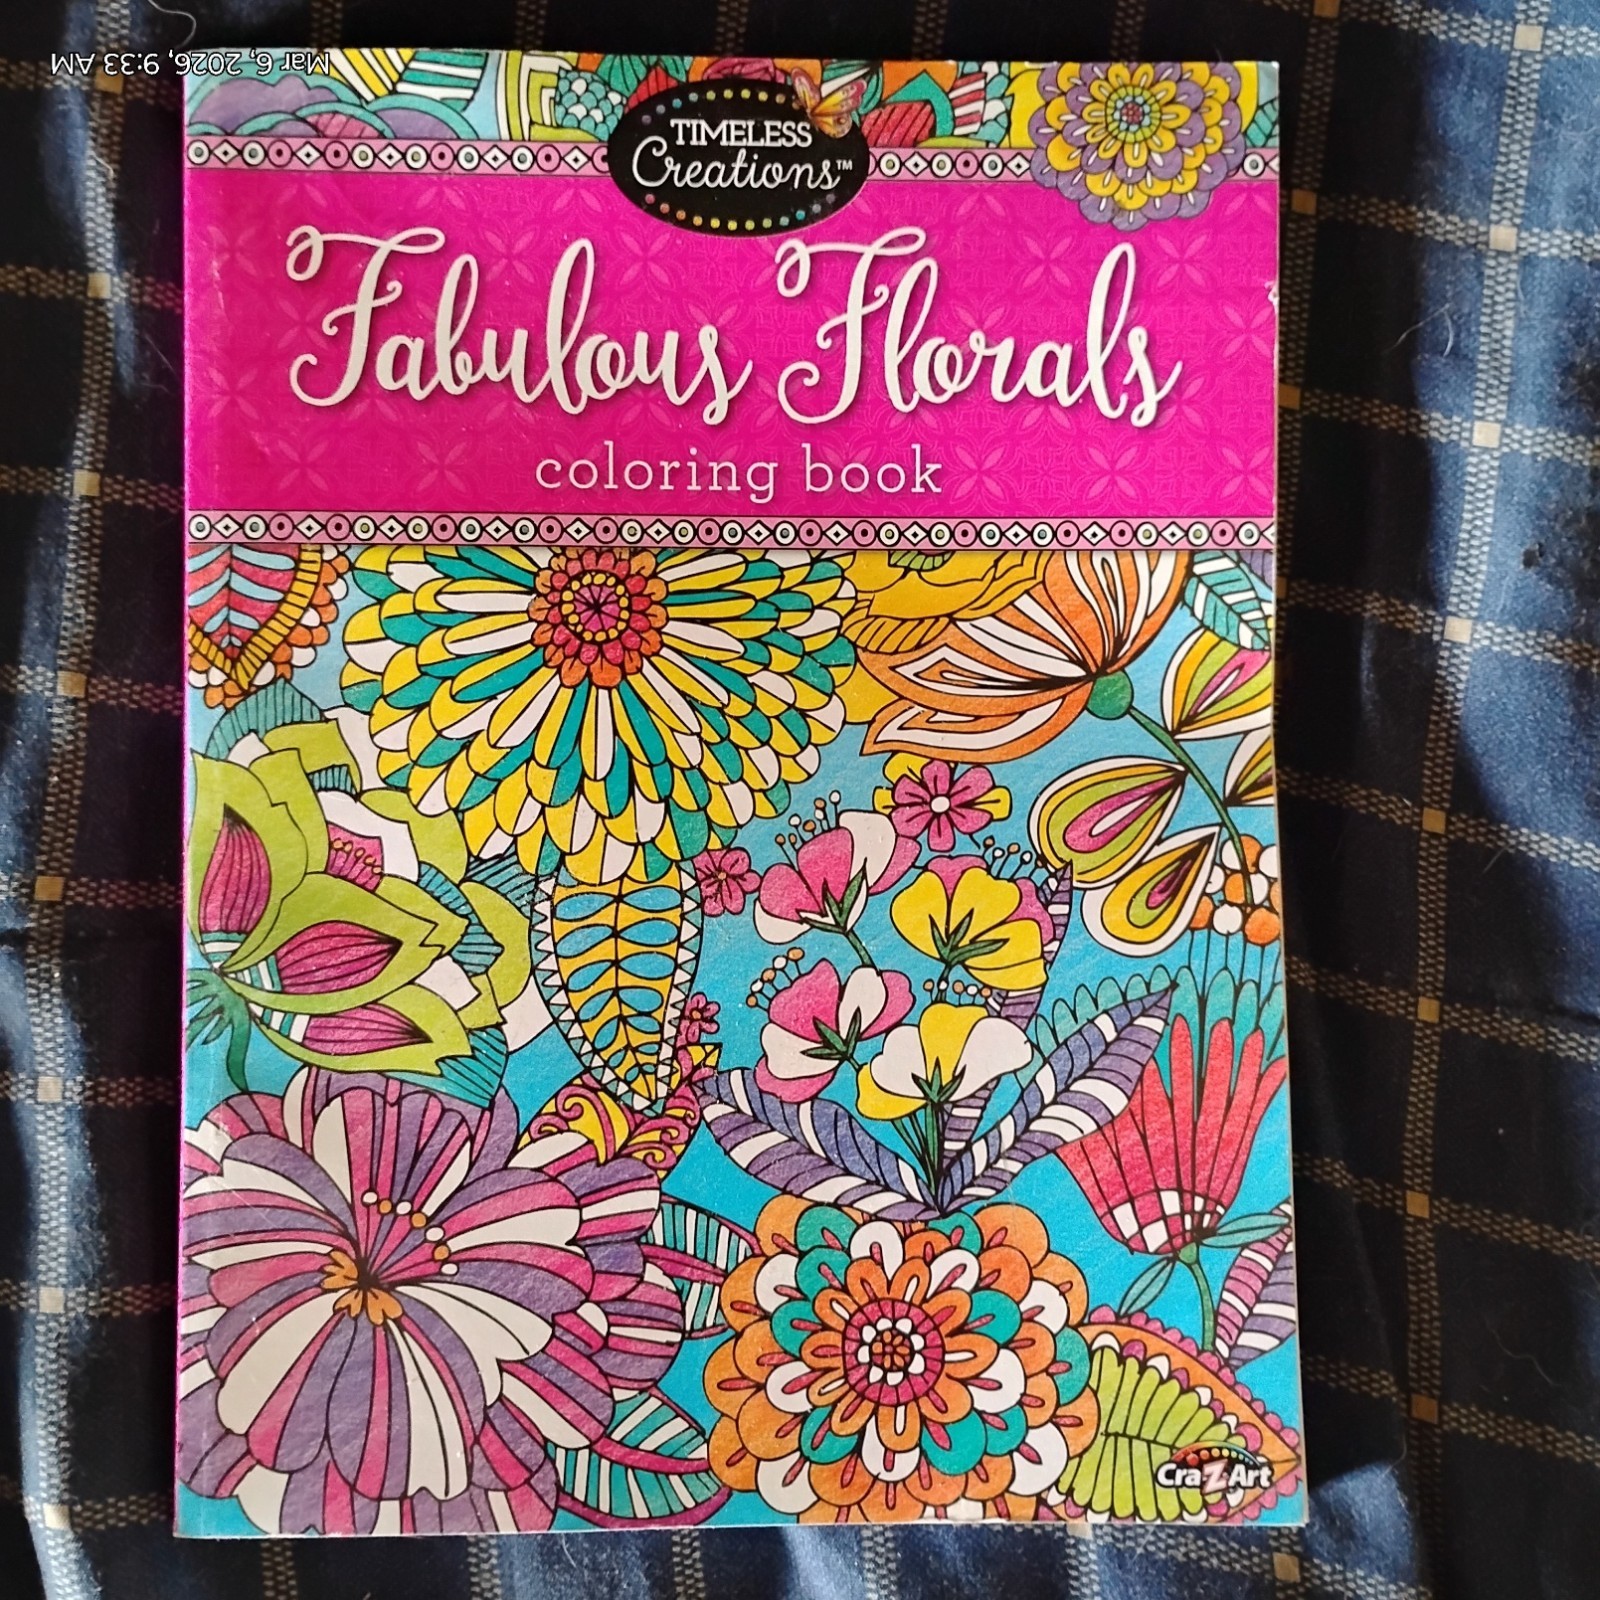 Mar 6, 2026, 9:33 AM
TIMELESS
Creations™
Fabulous Florals
coloring book
Cra-Z-Art